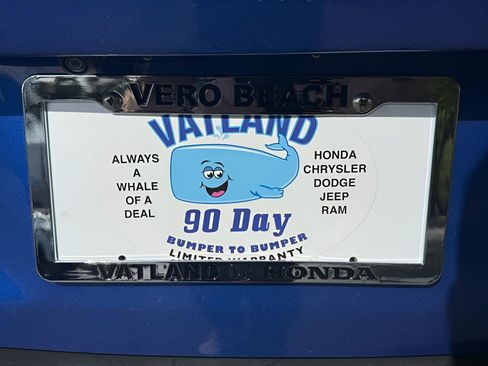 VERO BEACH
VATLAND
ALWAYS
A
WHALE
OF A
DEAL
HONDA
CHRYSLER
DODGE
JEEP
RAM
90 Day
BUMPER TO BUMPER
LIMITED WARRANTY
VATLAND HONDA